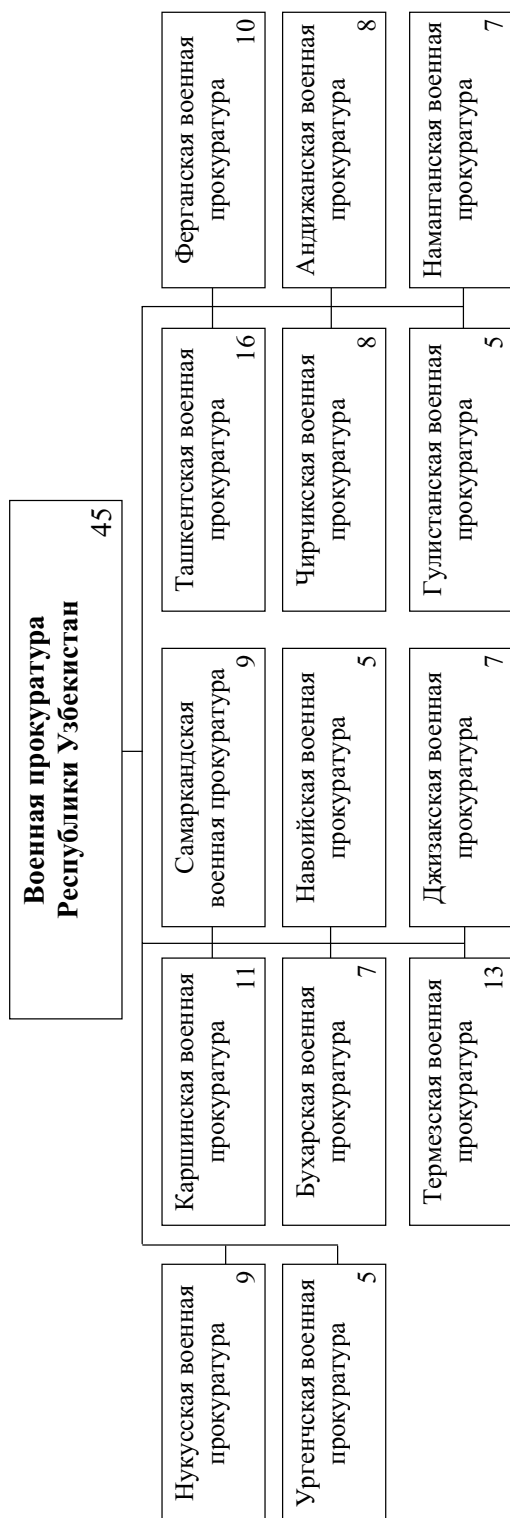 Военная прокуратура
Республики Узбекистан
45
Нукусская военная
прокуратура
9
Каршинская военная
прокуратура
11
Самаркандская
военная прокуратура
9
Ташкентская военная
прокуратура
16
Ферганская военная
прокуратура
10
Ургенчская военная
прокуратура
5
Бухарская военная
прокуратура
7
Навоийская военная
прокуратура
5
Чирчикская военная
прокуратура
8
Андижанская военная
прокуратура
8
Термезская военная
прокуратура
13
Джизакская военная
прокуратура
7
Гулистанская военная
прокуратура
5
Наманганская военная
прокуратура
7